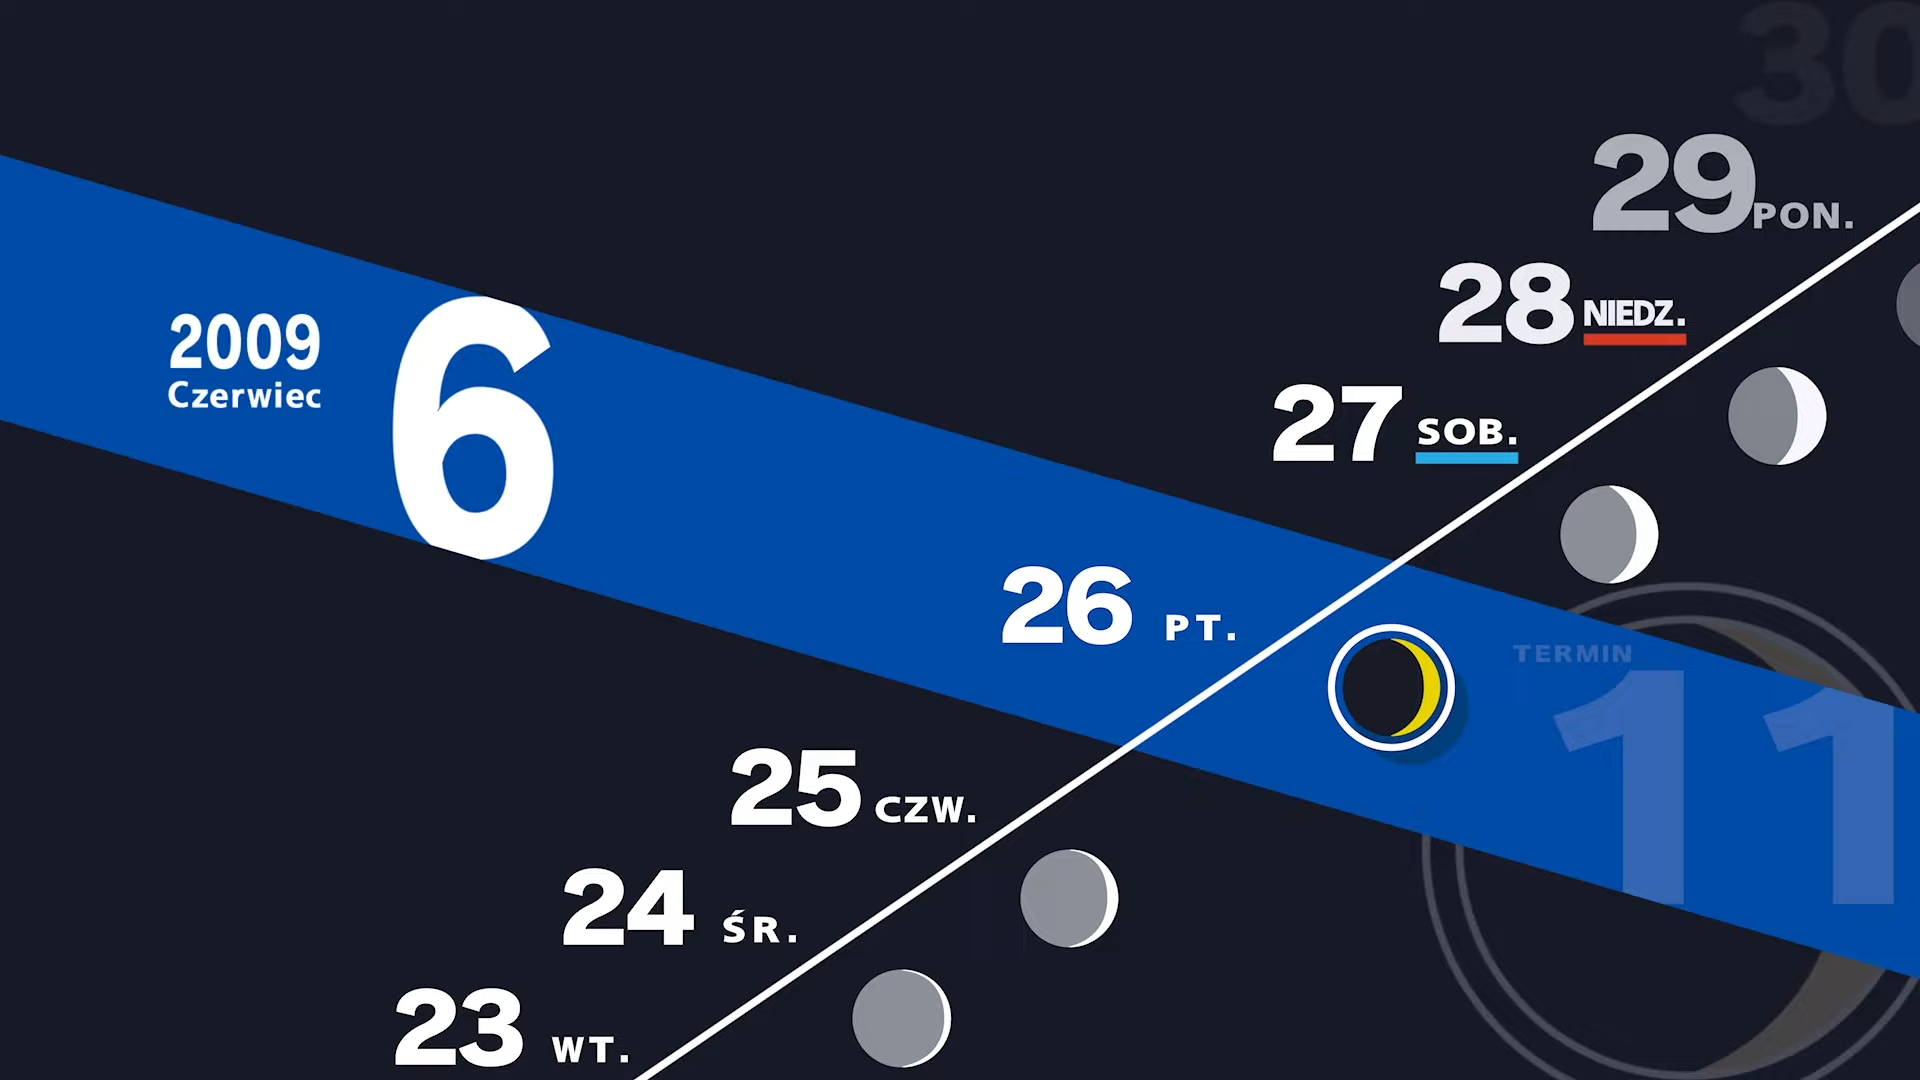 30
29 PON.
28 NIEDZ.
2009
Czerwiec
6
27 SOB.
26 PT.
TERMIN
11
25 CZW.
24 ŚR.
23 WT.